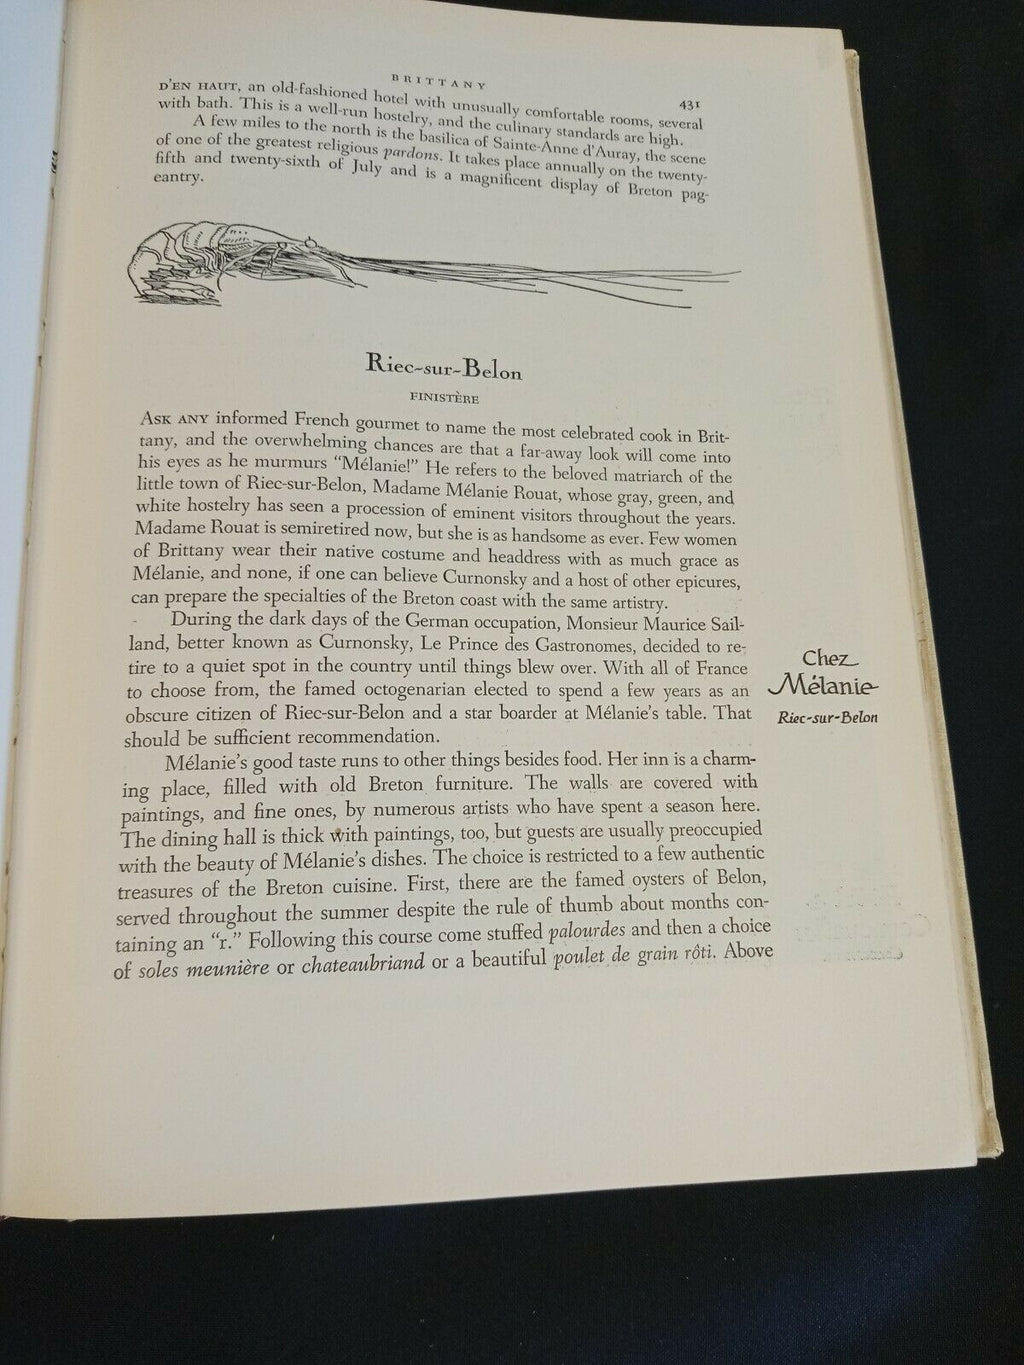 BRITTANY
431
D'EN HAUT, an old-fashioned hotel with unusually comfortable rooms, several
with bath. This is a well-run hostelry, and the culinary standards are high.
A few miles to the north is the basilica of Sainte-Anne d'Auray, the scene
of one of the greatest religious pardons. It takes place annually on the twenty-
fifth and twenty-sixth of July and is a magnificent display of Breton pag-
eantry.
Riec-sur-Belon
FINISTÈRE
ASK ANY informed French gourmet to name the most celebrated cook in Brit-
tany, and the overwhelming chances are that a far-away look will come into
his eyes as he murmurs "Mélanie!" He refers to the beloved matriarch of the
little town of Riec-sur-Belon, Madame Mélanie Rouat, whose gray, green, and
white hostelry has seen a procession of eminent visitors throughout the years.
Madame Rouat is semiretired now, but she is as handsome as ever. Few women
of Brittany wear their native costume and headdress with as much grace as
Mélanie, and none, if one can believe Curnonsky and a host of other epicures,
can prepare the specialties of the Breton coast with the same artistry.
During the dark days of the German occupation, Monsieur Maurice Sail-
land, better known as Curnonsky, Le Prince des Gastronomes, decided to re-
tire to a quiet spot in the country until things blew over. With all of France
to choose from, the famed octogenarian elected to spend a few years as an
obscure citizen of Riec-sur-Belon and a star boarder at Mélanie's table. That
should be sufficient recommendation.
Chez
Mélanie
Riec-sur-Belon
Mélanie's good taste runs to other things besides food. Her inn is a charm-
ing place, filled with old Breton furniture. The walls are covered with
paintings, and fine ones, by numerous artists who have spent a season here.
The dining hall is thick with paintings, too, but guests are usually preoccupied
with the beauty of Mélanie's dishes. The choice is restricted to a few authentic
treasures of the Breton cuisine. First, there are the famed oysters of Belon,
served throughout the summer despite the rule of thumb about months con-
taining an "r." Following this course come stuffed palourdes and then a choice
of soles meunière or chateaubriand or a beautiful poulet de grain rôti. Above